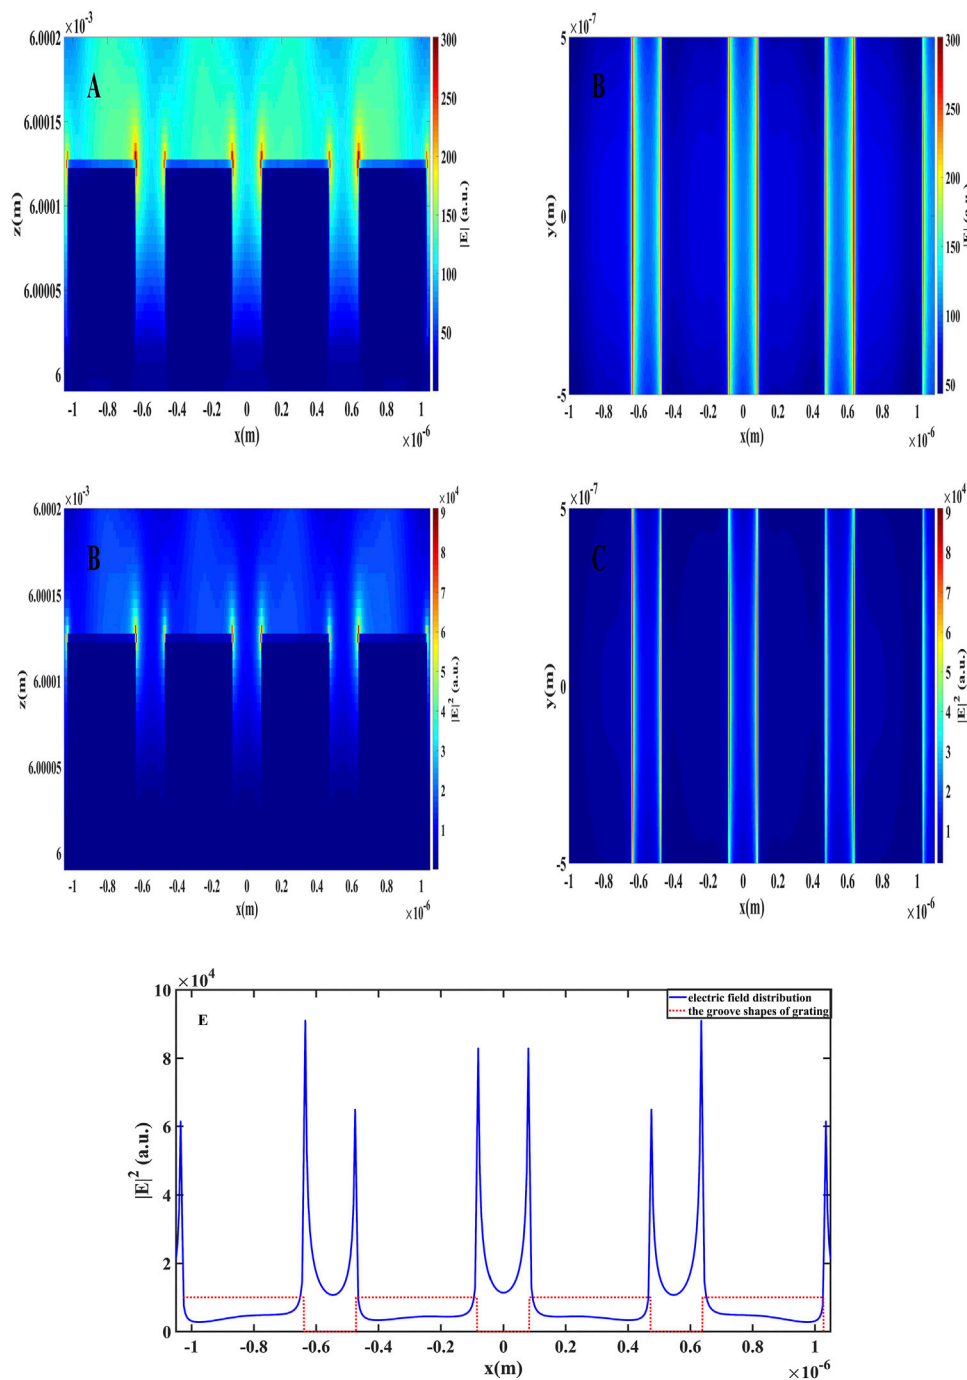 ×10⁻³
6.0002
6.00015
6.0001
6.00005
6
z(m)
A
-1 -0.8 -0.6 -0.4 -0.2 0 0.2 0.4 0.6 0.8 1
x(m)
×10⁻⁶
300
250
200
150
100
50
|E| (a.u.)
×10⁻⁷
5
0
-5
y(m)
B
-1 -0.8 -0.6 -0.4 -0.2 0 0.2 0.4 0.6 0.8 1
x(m)
×10⁻⁶
300
250
200
150
100
50
|E| (a.u.)
×10⁻³
6.0002
6.00015
6.0001
6.00005
6
z(m)
B
-1 -0.8 -0.6 -0.4 -0.2 0 0.2 0.4 0.6 0.8 1
x(m)
×10⁻⁶
×10⁴
9
8
7
6
5
4
3
2
1
|E|² (a.u.)
×10⁻⁷
5
0
-5
y(m)
C
-1 -0.8 -0.6 -0.4 -0.2 0 0.2 0.4 0.6 0.8 1
x(m)
×10⁻⁶
×10⁴
9
8
7
6
5
4
3
2
1
|E|² (a.u.)
×10⁴
10
8
6
4
2
0
|E|² (a.u.)
E
electric field distribution
the groove shapes of grating
-1 -0.8 -0.6 -0.4 -0.2 0 0.2 0.4 0.6 0.8 1
x(m)
×10⁻⁶